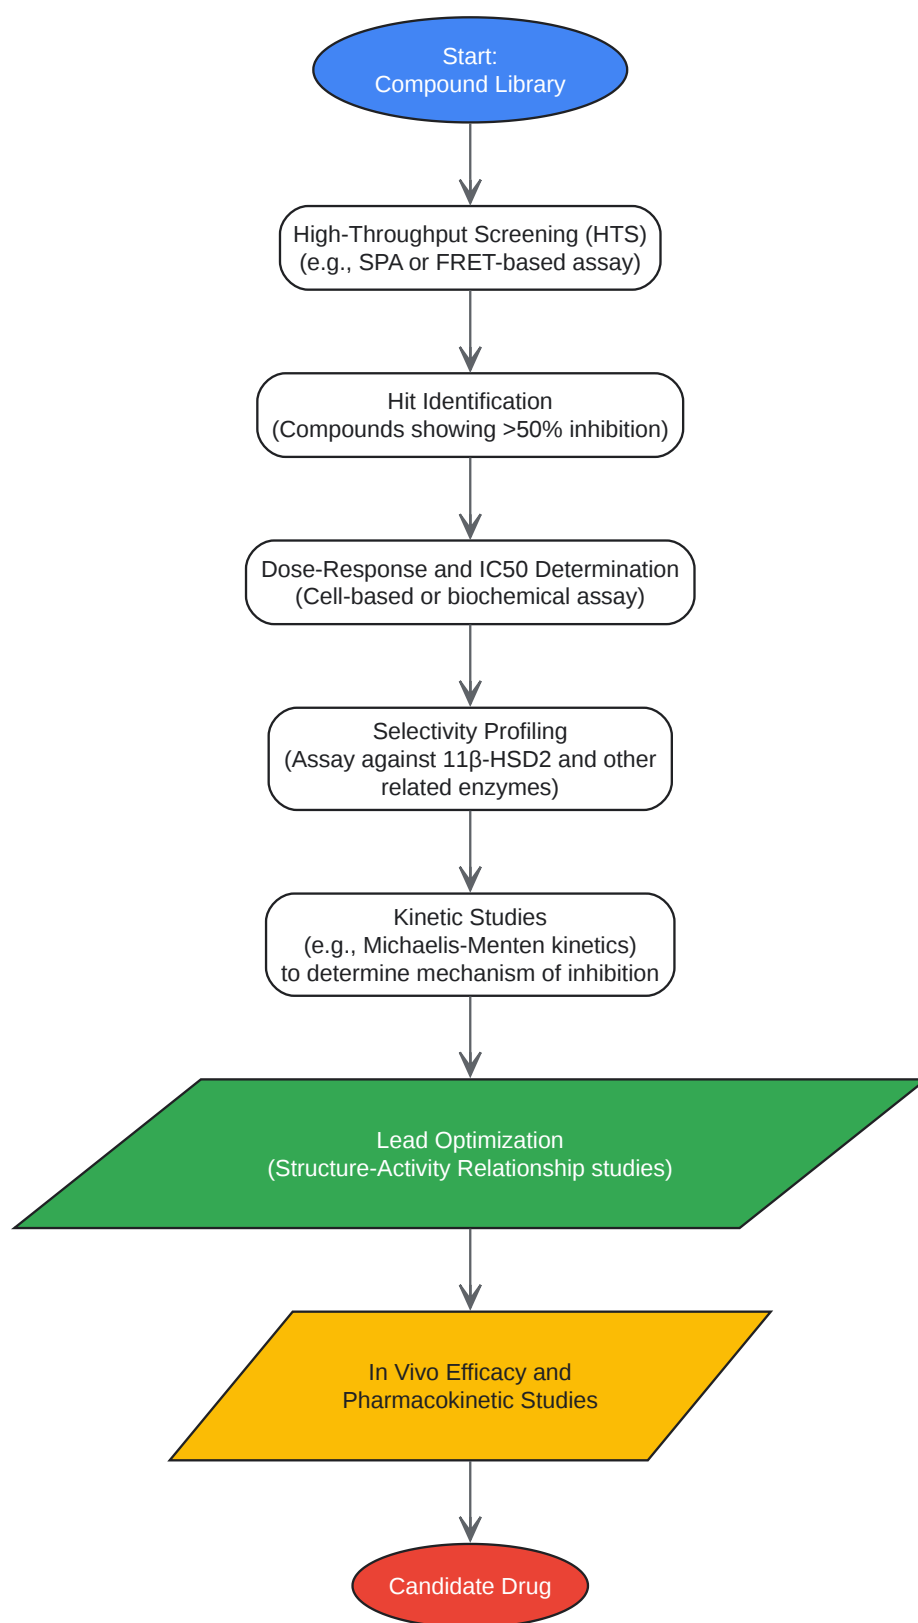 Start:
Compound Library
High-Throughput Screening (HTS)
(e.g., SPA or FRET-based assay)
Hit Identification
(Compounds showing >50% inhibition)
Dose-Response and IC50 Determination
(Cell-based or biochemical assay)
Selectivity Profiling
(Assay against 11β-HSD2 and other
related enzymes)
Kinetic Studies
(e.g., Michaelis-Menten kinetics)
to determine mechanism of inhibition
Lead Optimization
(Structure-Activity Relationship studies)
In Vivo Efficacy and
Pharmacokinetic Studies
Candidate Drug